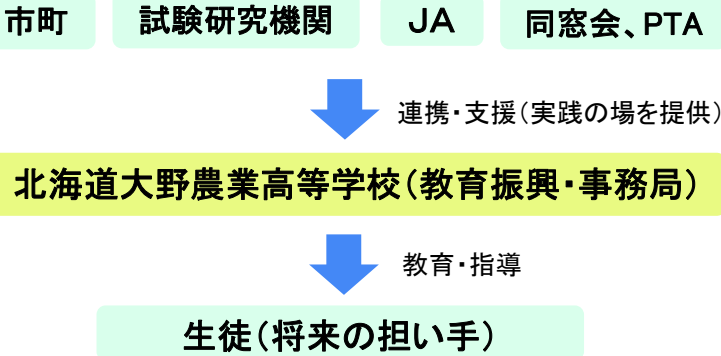 市町 試験研究機関 JA 同窓会、PTA
連携・支援(実践の場を提供)
北海道大野農業高等学校(教育振興・事務局)
教育・指導
生徒(将来の担い手)